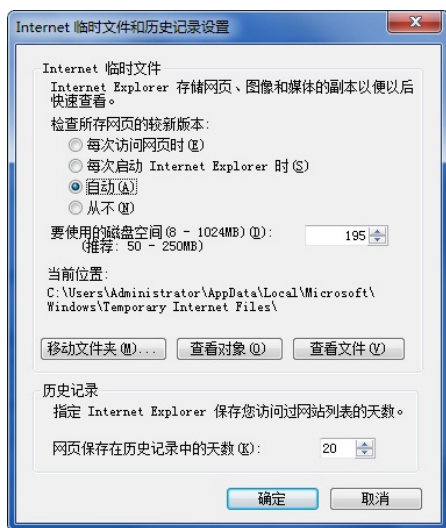 Internet 临时文件和历史记录设置
Internet 临时文件
Internet Explorer 存储网页、图像和媒体的副本以便以后
快速查看。
检查所存网页的较新版本:
每次访问网页时(E)
每次启动 Internet Explorer 时(S)
自动(A)
从不(N)
要使用的磁盘空间(8 - 1024MB)(D): 195
(推荐: 50 - 250MB)
当前位置:
C:\Users\Administrator\AppData\Local\Microsoft\
Windows\Temporary Internet Files\
移动文件夹(M)... 查看对象(O) 查看文件(V)
历史记录
指定 Internet Explorer 保存您访问过网站列表的天数。
网页保存在历史记录中的天数(K): 20
确定 取消